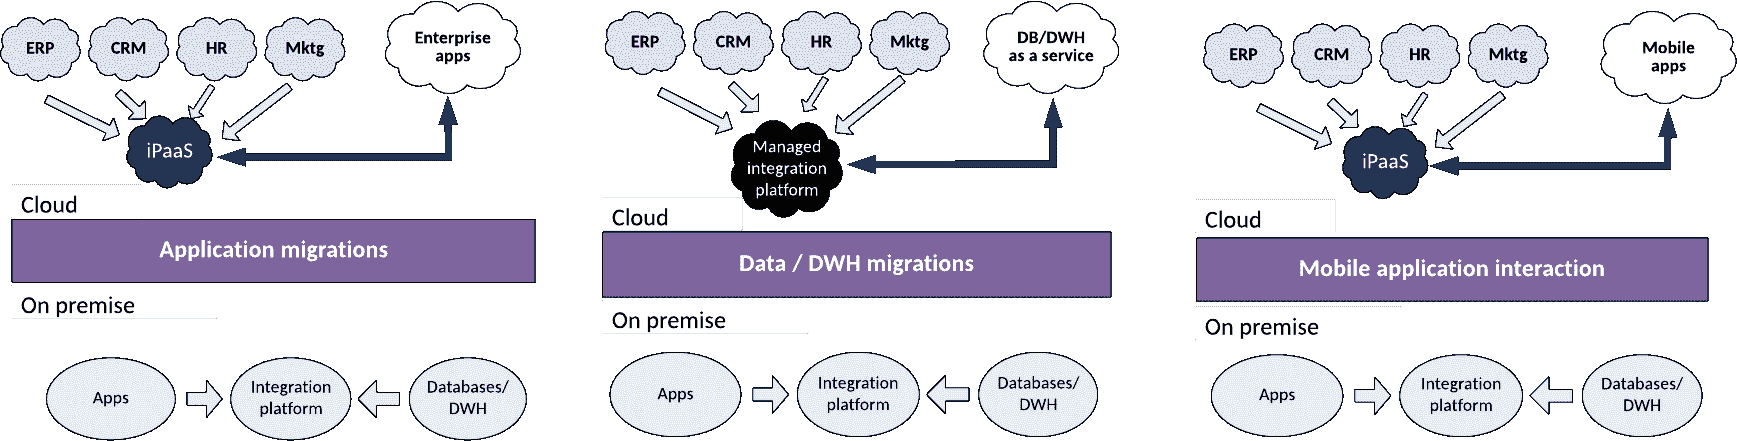 ERP
CRM
HR
Mktg
Enterprise
apps
iPaaS
Cloud
Application migrations
On premise
Apps
Integration
platform
Databases/
DWH
ERP
CRM
HR
Mktg
DB/DWH
as a service
Managed
integration
platform
Cloud
Data / DWH migrations
On premise
Apps
Integration
platform
Databases/
DWH
ERP
CRM
HR
Mktg
Mobile
apps
iPaaS
Cloud
Mobile application interaction
On premise
Apps
Integration
platform
Databases/
DWH